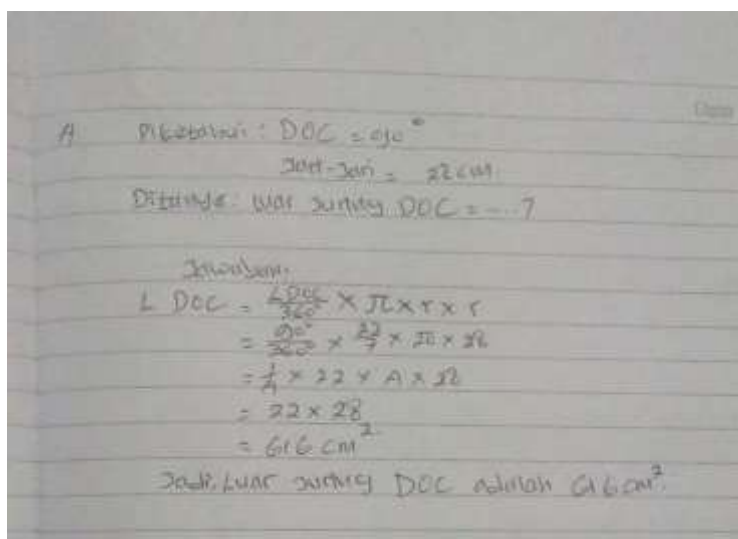 A Diketahui : DOC = 90°
Jari-Jari = 28 cm
Ditanya : Luas juring DOC = .... ?
Jawaban.
L DOC = ∠DOC/360° × π × r × r
= 90°/360° × 22/7 × 28 × 28
= 1/4 × 22 × 4 × 28
= 22 × 28
= 616 cm²
Jadi, Luas juring DOC adalah 616 cm².